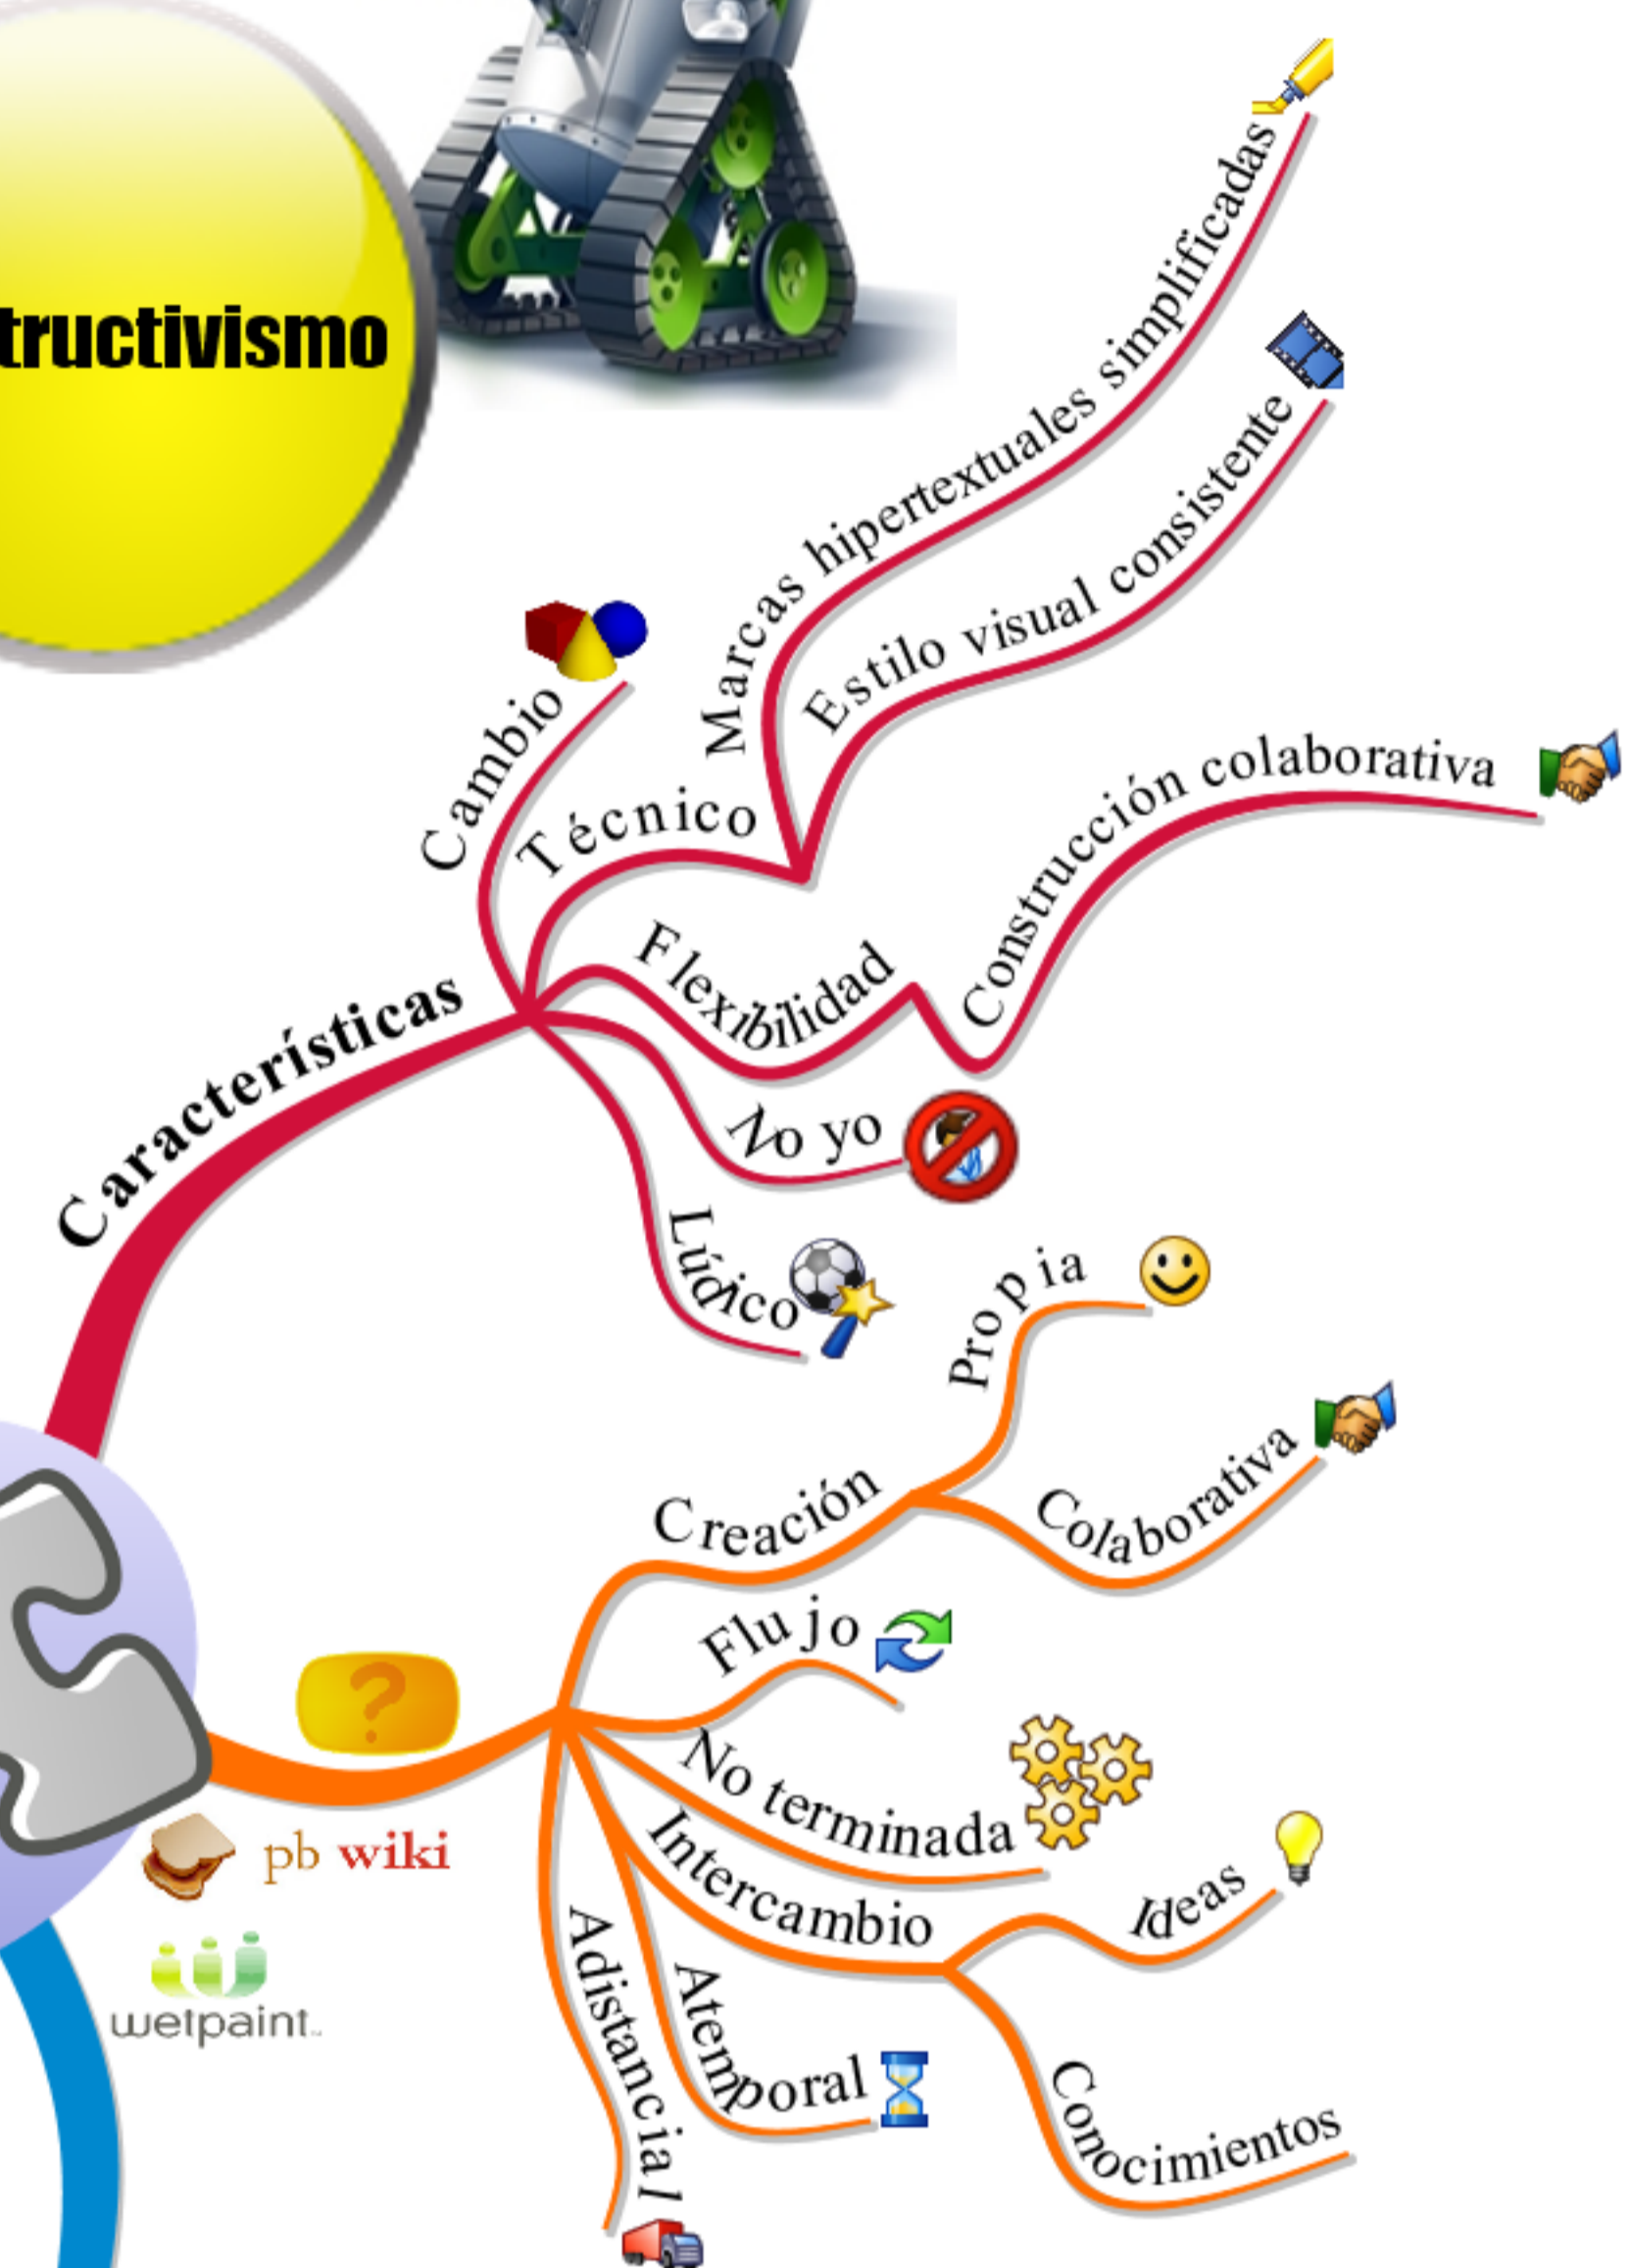 tructivismo
Características
Cambio
Técnico
Marcas hipertextuales simplificadas
Estilo visual consistente
Flexibilidad
Construcción colaborativa
No yo
Lúdico
?
Creación
Propia
Colaborativa
Flujo
No terminada
Intercambio
Ideas
Conocimientos
Atemporal
Adistancial
pb wiki
wetpaint